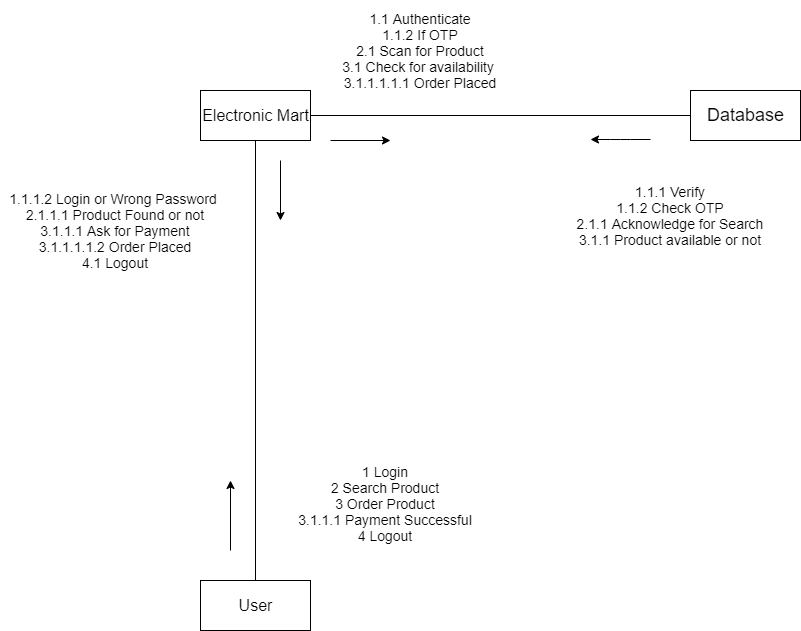 1.1 Authenticate
1.1.2 If OTP
2.1 Scan for Product
3.1 Check for availability
3.1.1.1.1.1 Order Placed
Electronic Mart
Database
1.1.1.2 Login or Wrong Password
2.1.1.1 Product Found or not
3.1.1.1 Ask for Payment
3.1.1.1.1.2 Order Placed
4.1 Logout
1.1.1 Verify
1.1.2 Check OTP
2.1.1 Acknowledge for Search
3.1.1 Product available or not
1 Login
2 Search Product
3 Order Product
3.1.1.1 Payment Successful
4 Logout
User